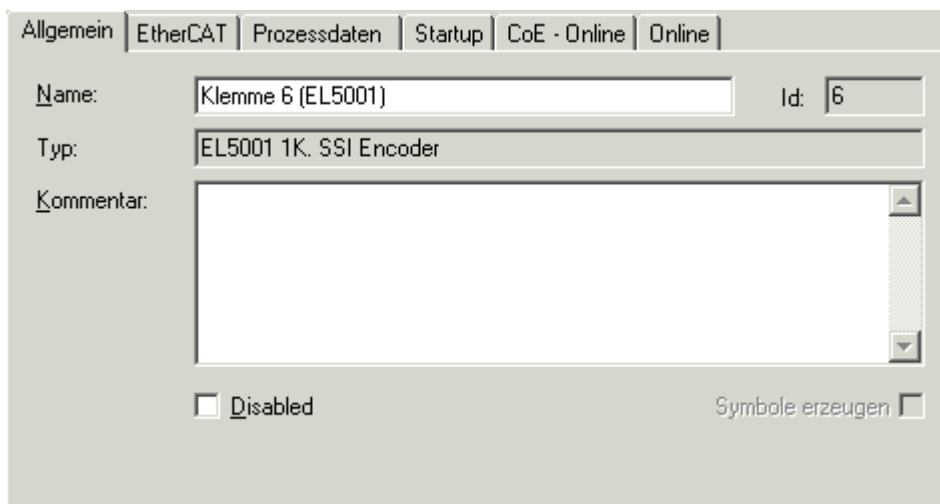 Allgemein EtherCAT Prozessdaten Startup CoE - Online Online
Name: Klemme 6 (EL5001) Id: 6
Typ: EL5001 1K. SSI Encoder
Kommentar:
Disabled Symbole erzeugen